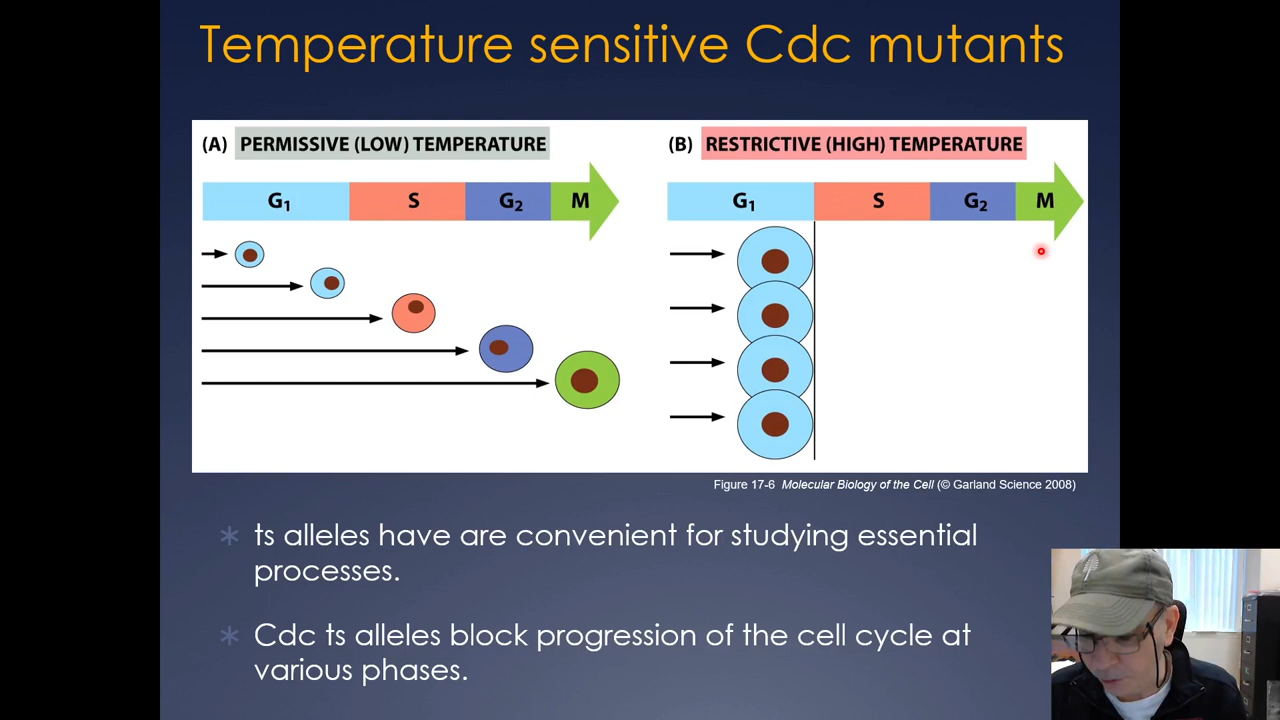 Temperature sensitive Cdc mutants
(A) PERMISSIVE (LOW) TEMPERATURE
G₁ S G₂ M
(B) RESTRICTIVE (HIGH) TEMPERATURE
G₁ S G₂ M
Figure 17-6 Molecular Biology of the Cell (© Garland Science 2008)
* ts alleles have are convenient for studying essential
processes.
* Cdc ts alleles block progression of the cell cycle at
various phases.